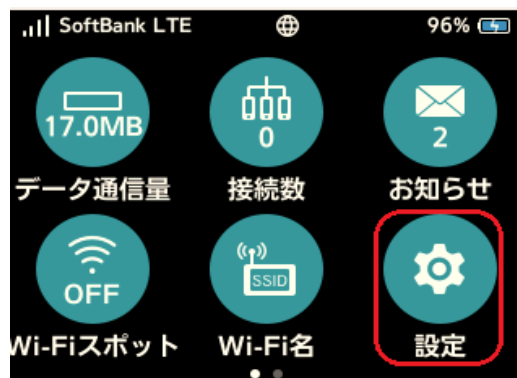 SoftBank LTE 96%
17.0MB 0 2
データ通信量 接続数 お知らせ
OFF SSID
Wi-Fiスポット Wi-Fi名 設定